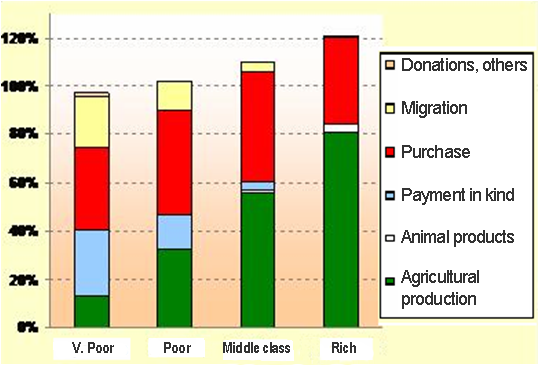 120%
100%
80%
60%
40%
20%
0%
V. Poor
Poor
Middle class
Rich
Donations, others
Migration
Purchase
Payment in kind
Animal products
Agricultural
production